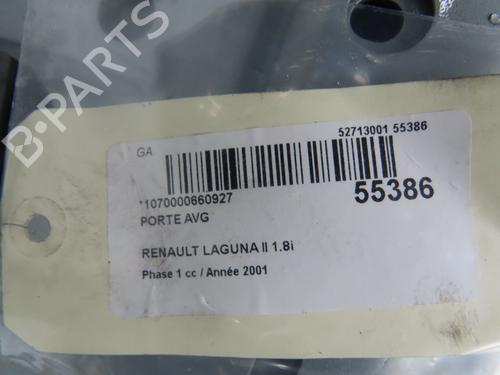 B-PARTS
GA
52713001 55386
*1070000660927
55386
PORTE AVG
RENAULT LAGUNA II 1.8i
Phase 1 cc / Année 2001